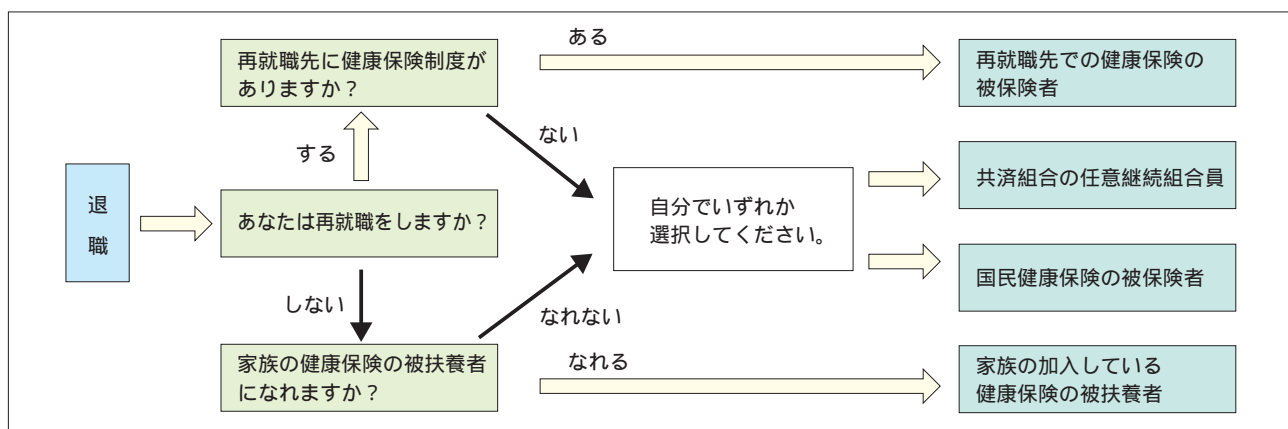 退
職
あなたは再就職をしますか？
する
再就職先に健康保険制度が
ありますか？
ある
再就職先での健康保険の
被保険者
ない
自分でいずれか
選択してください。
共済組合の任意継続組合員
国民健康保険の被保険者
しない
家族の健康保険の被扶養者
になれますか？
なれない
なれる
家族の加入している
健康保険の被扶養者